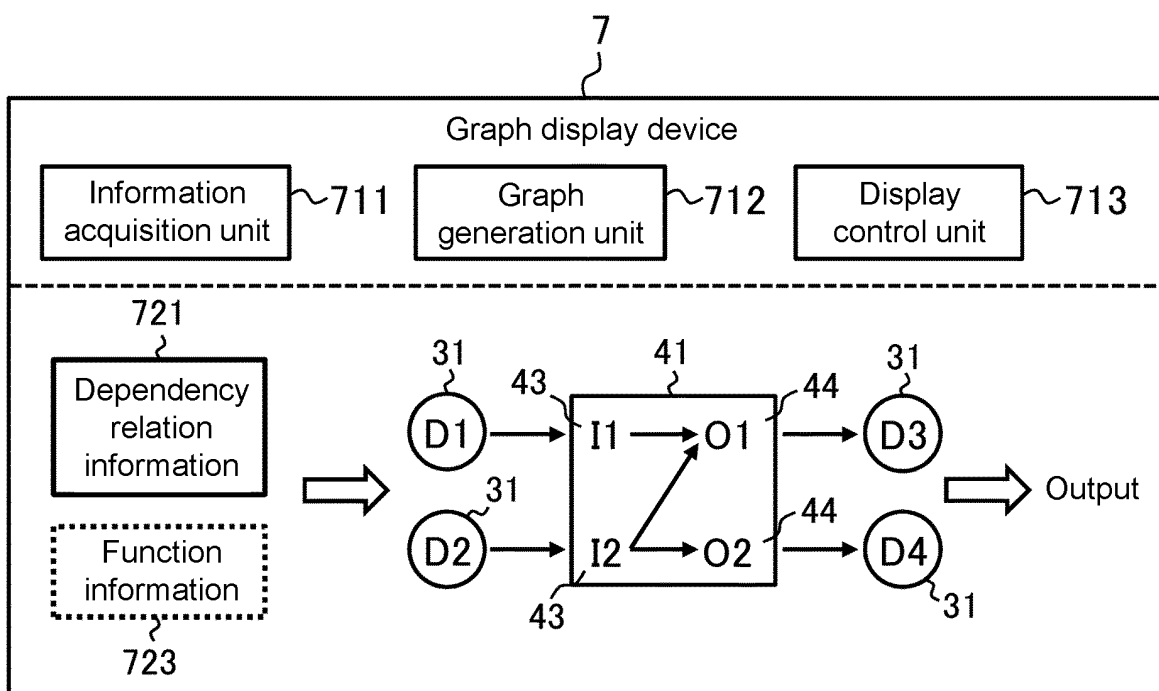 7
Graph display device
Information
acquisition unit
711
Graph
generation unit
712
Display
control unit
713
721
Dependency
relation
information
Function
information
723
31
43
41
44
31
D1
I1
O1
D3
31
44
Output
D2
I2
O2
D4
43
31